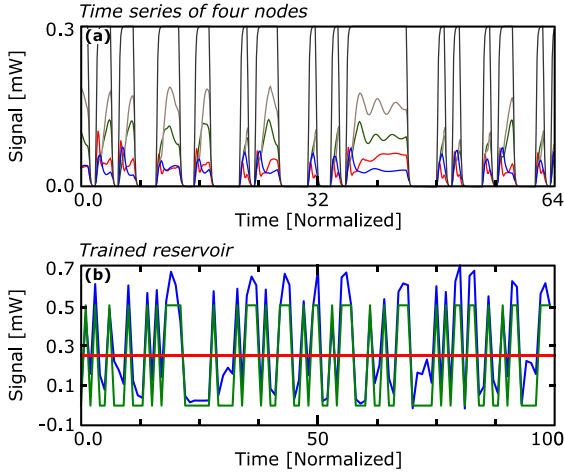 Time series of four nodes
0.3
(a)
Signal [mW]
0.0
0.0
32
64
Time [Normalized]
Trained reservoir
0.7
(b)
0.5
Signal [mW]
0.3
0.1
-0.1
0.0
50
100
Time [Normalized]